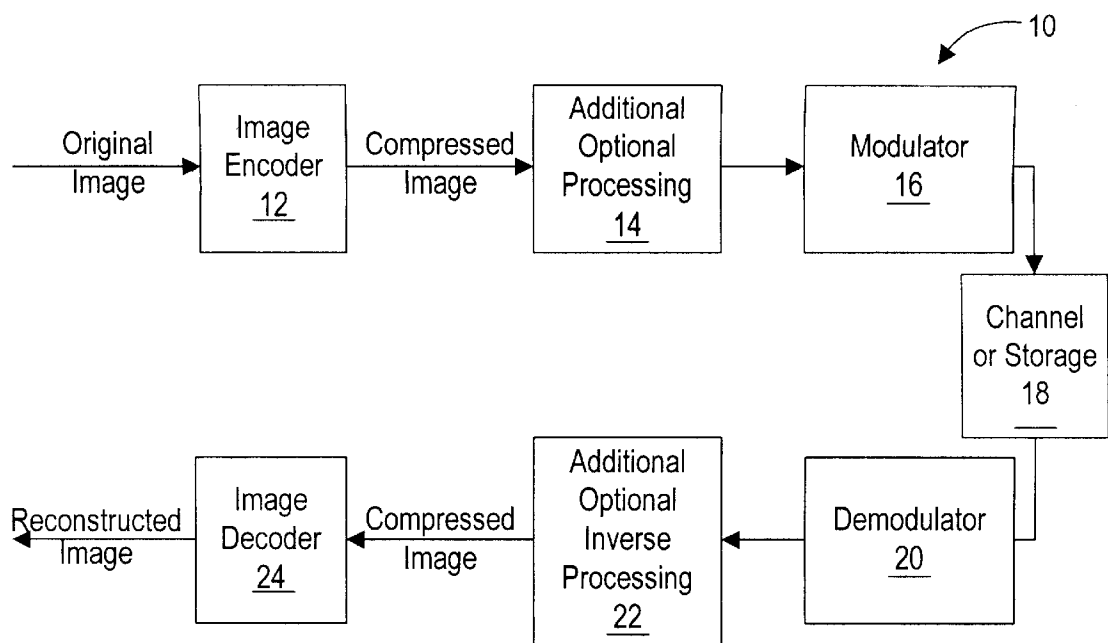 10
Original
Image
Image
Encoder
12
Compressed
Image
Additional
Optional
Processing
14
Modulator
16
Channel
or Storage
18
Reconstructed
Image
Image
Decoder
24
Compressed
Image
Additional
Optional
Inverse
Processing
22
Demodulator
20